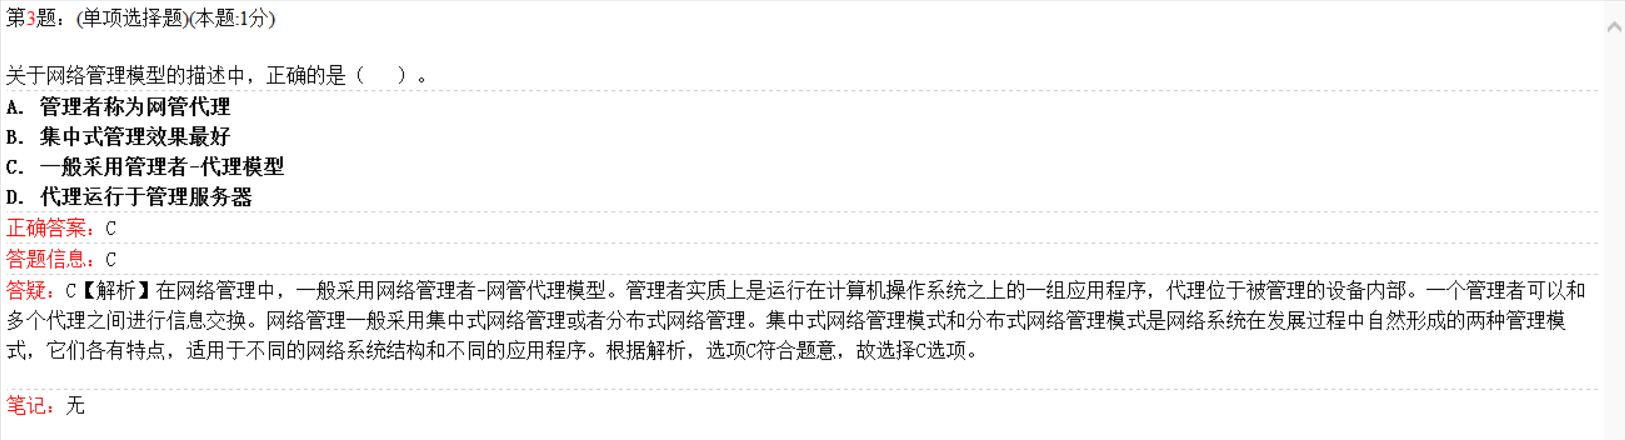 第3题：(单项选择题)(本题:1分)
关于网络管理模型的描述中，正确的是（　　）。
A. 管理者称为网管代理
B. 集中式管理效果最好
C. 一般采用管理者-代理模型
D. 代理运行于管理服务器
正确答案：C
答题信息：C
答疑：C【解析】在网络管理中，一般采用网络管理者-网管代理模型。管理者实质上是运行在计算机操作系统之上的一组应用程序，代理位于被管理的设备内部。一个管理者可以和
多个代理之间进行信息交换。网络管理一般采用集中式网络管理或者分布式网络管理。集中式网络管理模式和分布式网络管理模式是网络系统在发展过程中自然形成的两种管理模
式，它们各有特点，适用于不同的网络系统结构和不同的应用程序。根据解析，选项C符合题意，故选择C选项。
笔记：无